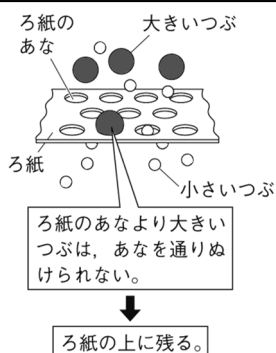 ろ紙の
あな
大きいつぶ
ろ紙
小さいつぶ
ろ紙のあなより大きい
つぶは，あなを通りぬ
けられない。
ろ紙の上に残る。